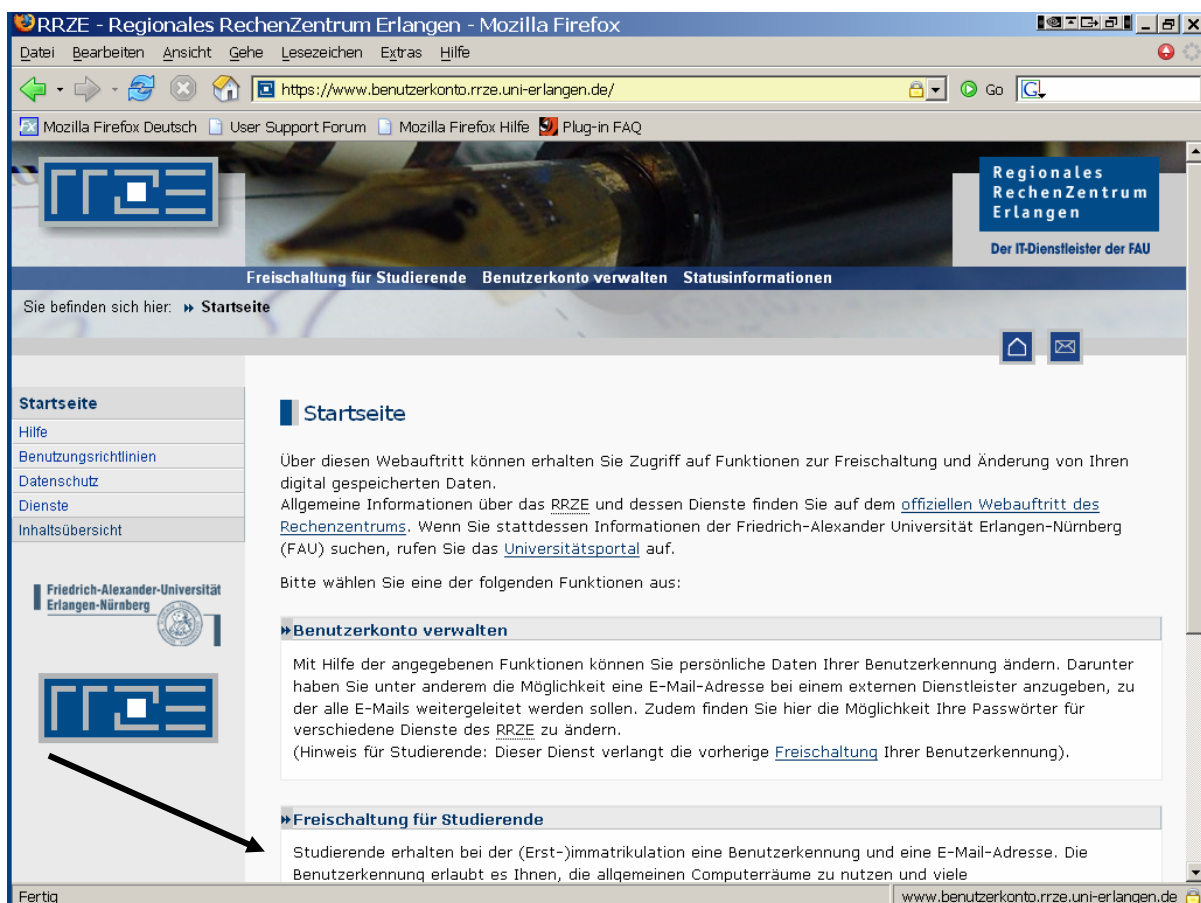 RRZE - Regionales RechenZentrum Erlangen - Mozilla Firefox
Datei Bearbeiten Ansicht Gehe Lesezeichen Extras Hilfe
https://www.benutzerkonto.rrze.uni-erlangen.de/ Go G
Mozilla Firefox Deutsch User Support Forum Mozilla Firefox Hilfe Plug-in FAQ
rrze
Regionales
RechenZentrum
Erlangen
Der IT-Dienstleister der FAU
Freischaltung für Studierende Benutzerkonto verwalten Statusinformationen
Sie befinden sich hier: Startseite
Startseite
Hilfe
Benutzungsrichtlinien
Datenschutz
Dienste
Inhaltsübersicht
Friedrich-Alexander-Universität
Erlangen-Nürnberg
rrze
Startseite
Über diesen Webauftritt können erhalten Sie Zugriff auf Funktionen zur Freischaltung und Änderung von Ihren
digital gespeicherten Daten.
Allgemeine Informationen über das RRZE und dessen Dienste finden Sie auf dem offiziellen Webauftritt des
Rechenzentrums. Wenn Sie stattdessen Informationen der Friedrich-Alexander Universität Erlangen-Nürnberg
(FAU) suchen, rufen Sie das Universitätsportal auf.
Bitte wählen Sie eine der folgenden Funktionen aus:
Benutzerkonto verwalten
Mit Hilfe der angegebenen Funktionen können Sie persönliche Daten Ihrer Benutzerkennung ändern. Darunter
haben Sie unter anderem die Möglichkeit eine E-Mail-Adresse bei einem externen Dienstleister anzugeben, zu
der alle E-Mails weitergeleitet werden sollen. Zudem finden Sie hier die Möglichkeit Ihre Passwörter für
verschiedene Dienste des RRZE zu ändern.
(Hinweis für Studierende: Dieser Dienst verlangt die vorherige Freischaltung Ihrer Benutzerkennung).
Freischaltung für Studierende
Studierende erhalten bei der (Erst-)immatrikulation eine Benutzerkennung und eine E-Mail-Adresse. Die
Benutzerkennung erlaubt es Ihnen, die allgemeinen Computerräume zu nutzen und viele
Fertig www.benutzerkonto.rrze.uni-erlangen.de